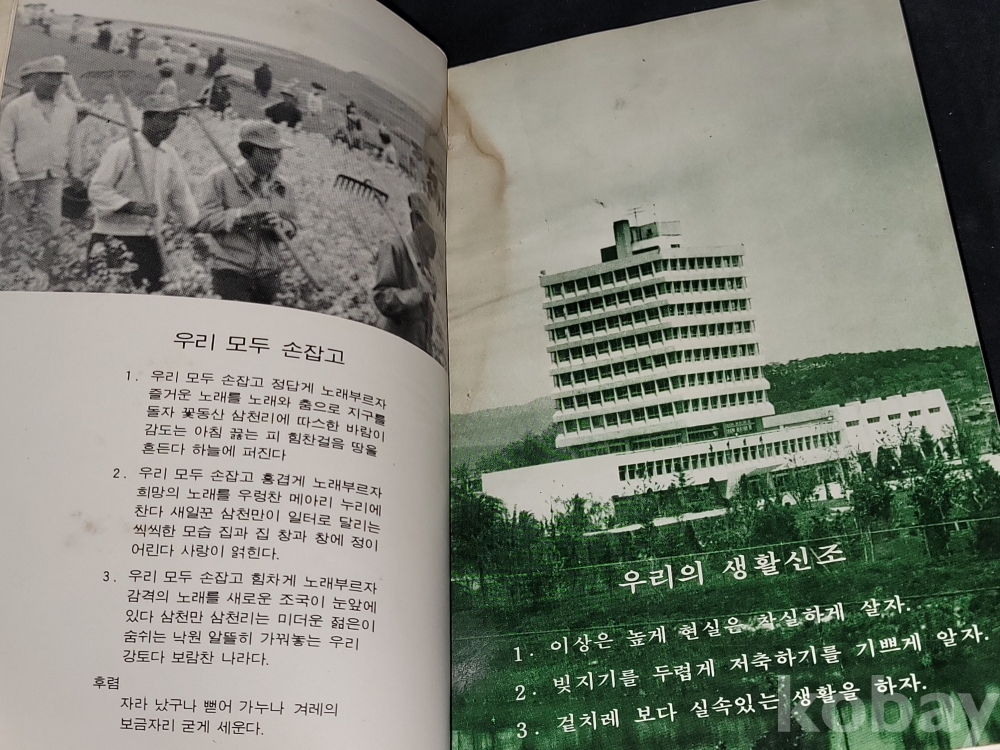 우리 모두 손잡고
1. 우리 모두 손잡고 정답게 노래부르자
즐거운 노래를 노래와 춤으로 지구를
돌자 꽃동산 삼천리에 따스한 바람이
감도는 아침 끓는 피 힘찬걸음 땅을
흔든다 하늘에 퍼진다
2. 우리 모두 손잡고 흥겹게 노래부르자
희망의 노래를 우렁찬 메아리 누리에
찬다 새일꾼 삼천만이 일터로 달리는
씩씩한 모습 집과 집 창과 창에 정이
어린다 사랑이 얽힌다.
3. 우리 모두 손잡고 힘차게 노래부르자
감격의 노래를 새로운 조국이 눈앞에
있다 삼천만 삼천리는 미더운 젊은이
숨쉬는 낙원 알뜰히 가꿔놓는 우리
강토다 보람찬 나라다.
후렴
자라 났구나 뻗어 가누나 겨레의
보금자리 굳게 세운다.
우리의 생활신조
1. 이상은 높게 현실은 착실하게 살자.
2. 빚지기를 두렵게 저축하기를 기쁘게 알자.
3. 겉치레 보다 실속있는 생활을 하자.
kobay